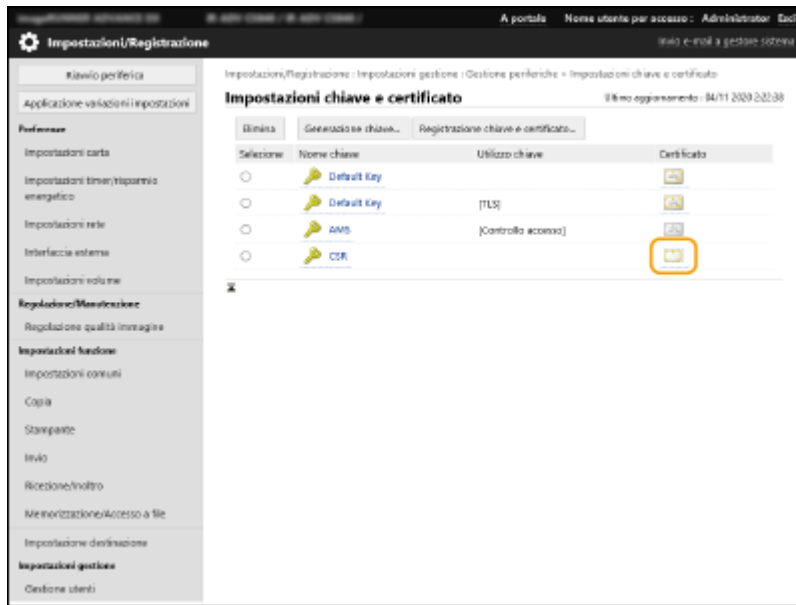 A portale Nome utente per accesso : Administrator Esci
Impostazioni/Registrazione
Invio e-mail a gestore sistema
Riavvio periferica
Applicazione variazioni impostazioni
Preferenze
Impostazioni carta
Impostazioni timer/risparmio
energetico
Impostazioni rete
Interfaccia esterna
Impostazioni volume
Regolazione/Manutenzione
Regolazione qualità immagine
Impostazioni funzione
Impostazioni comuni
Copia
Stampante
Invio
Ricezione/Inoltro
Memorizzazione/Accesso a file
Impostazione destinazione
Impostazioni gestione
Gestione utenti
Impostazioni/Registrazione : Impostazioni gestione : Gestione periferiche > Impostazioni chiave e certificato
Impostazioni chiave e certificato
Ultimo aggiornamento : 04/11 2020 2:22:38
Elimina Generazione chiave... Registrazione chiave e certificato...
Selezione Nome chiave Utilizzo chiave Certificato
Default Key
Default Key [TLS]
AMS [Controllo accesso]
CSR